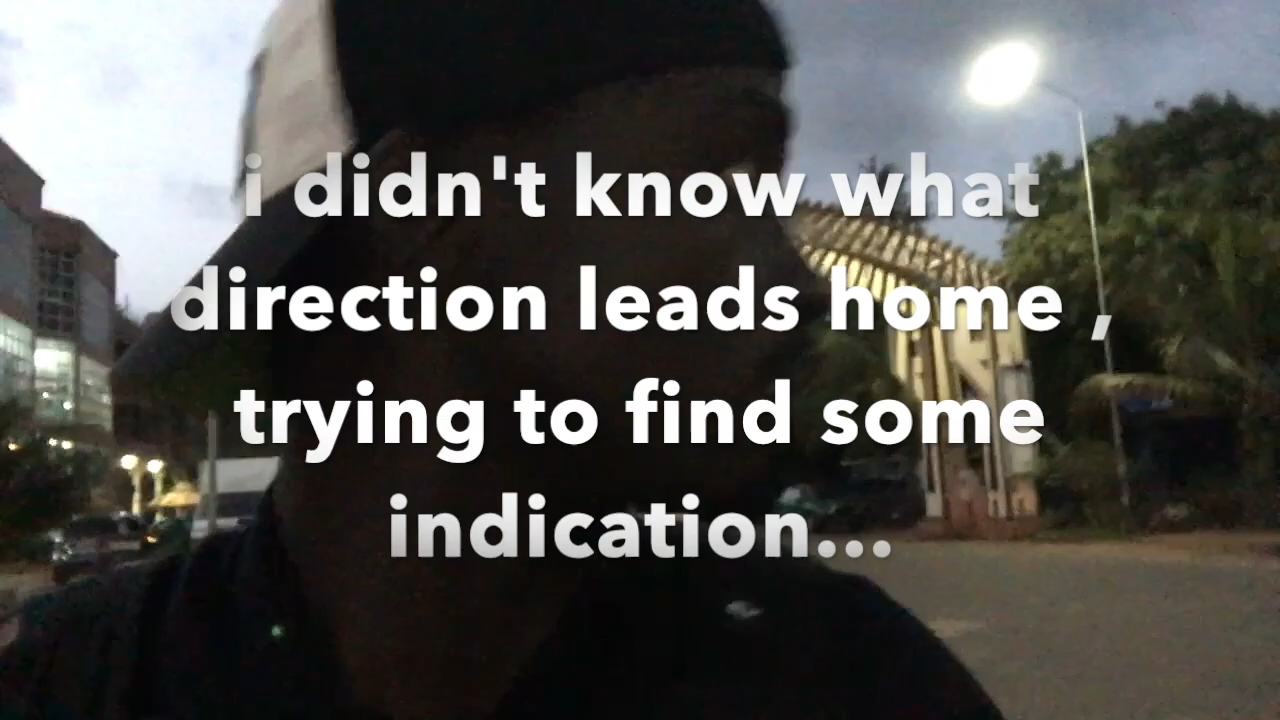 i didn't know what
direction leads home ,
trying to find some
indication...